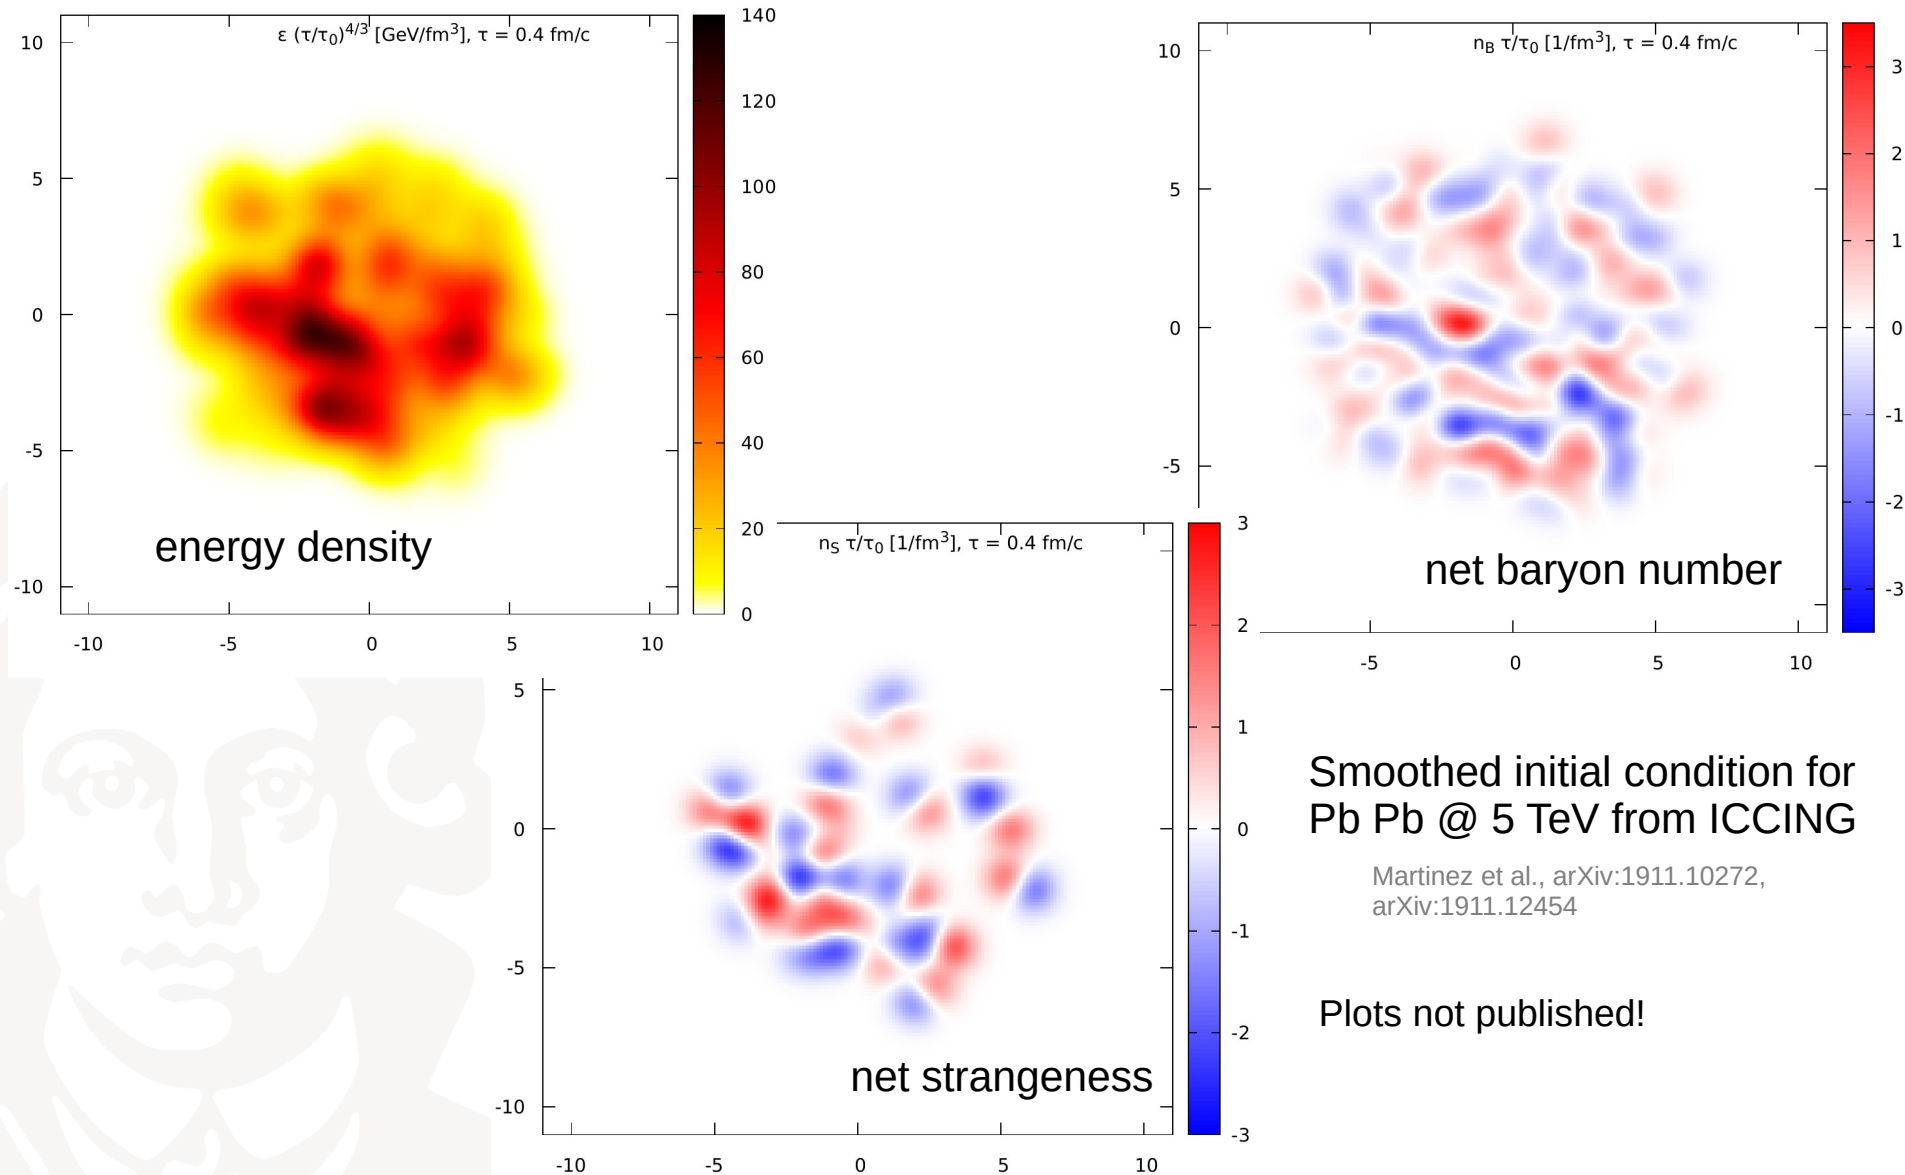 ε (τ/τ₀)^4/3 [GeV/fm³], τ = 0.4 fm/c
10
5
0
-5
-10
-10 -5 0 5 10
140
120
100
80
60
40
20
0
energy density
n_B τ/τ₀ [1/fm³], τ = 0.4 fm/c
10
5
0
-5
-5 0 5 10
3
2
1
0
-1
-2
-3
net baryon number
n_S τ/τ₀ [1/fm³], τ = 0.4 fm/c
5
0
-5
-10
-10 -5 0 5 10
3
2
1
0
-1
-2
-3
net strangeness
Smoothed initial condition for
Pb Pb @ 5 TeV from ICCING
Martinez et al., arXiv:1911.10272,
arXiv:1911.12454
Plots not published!